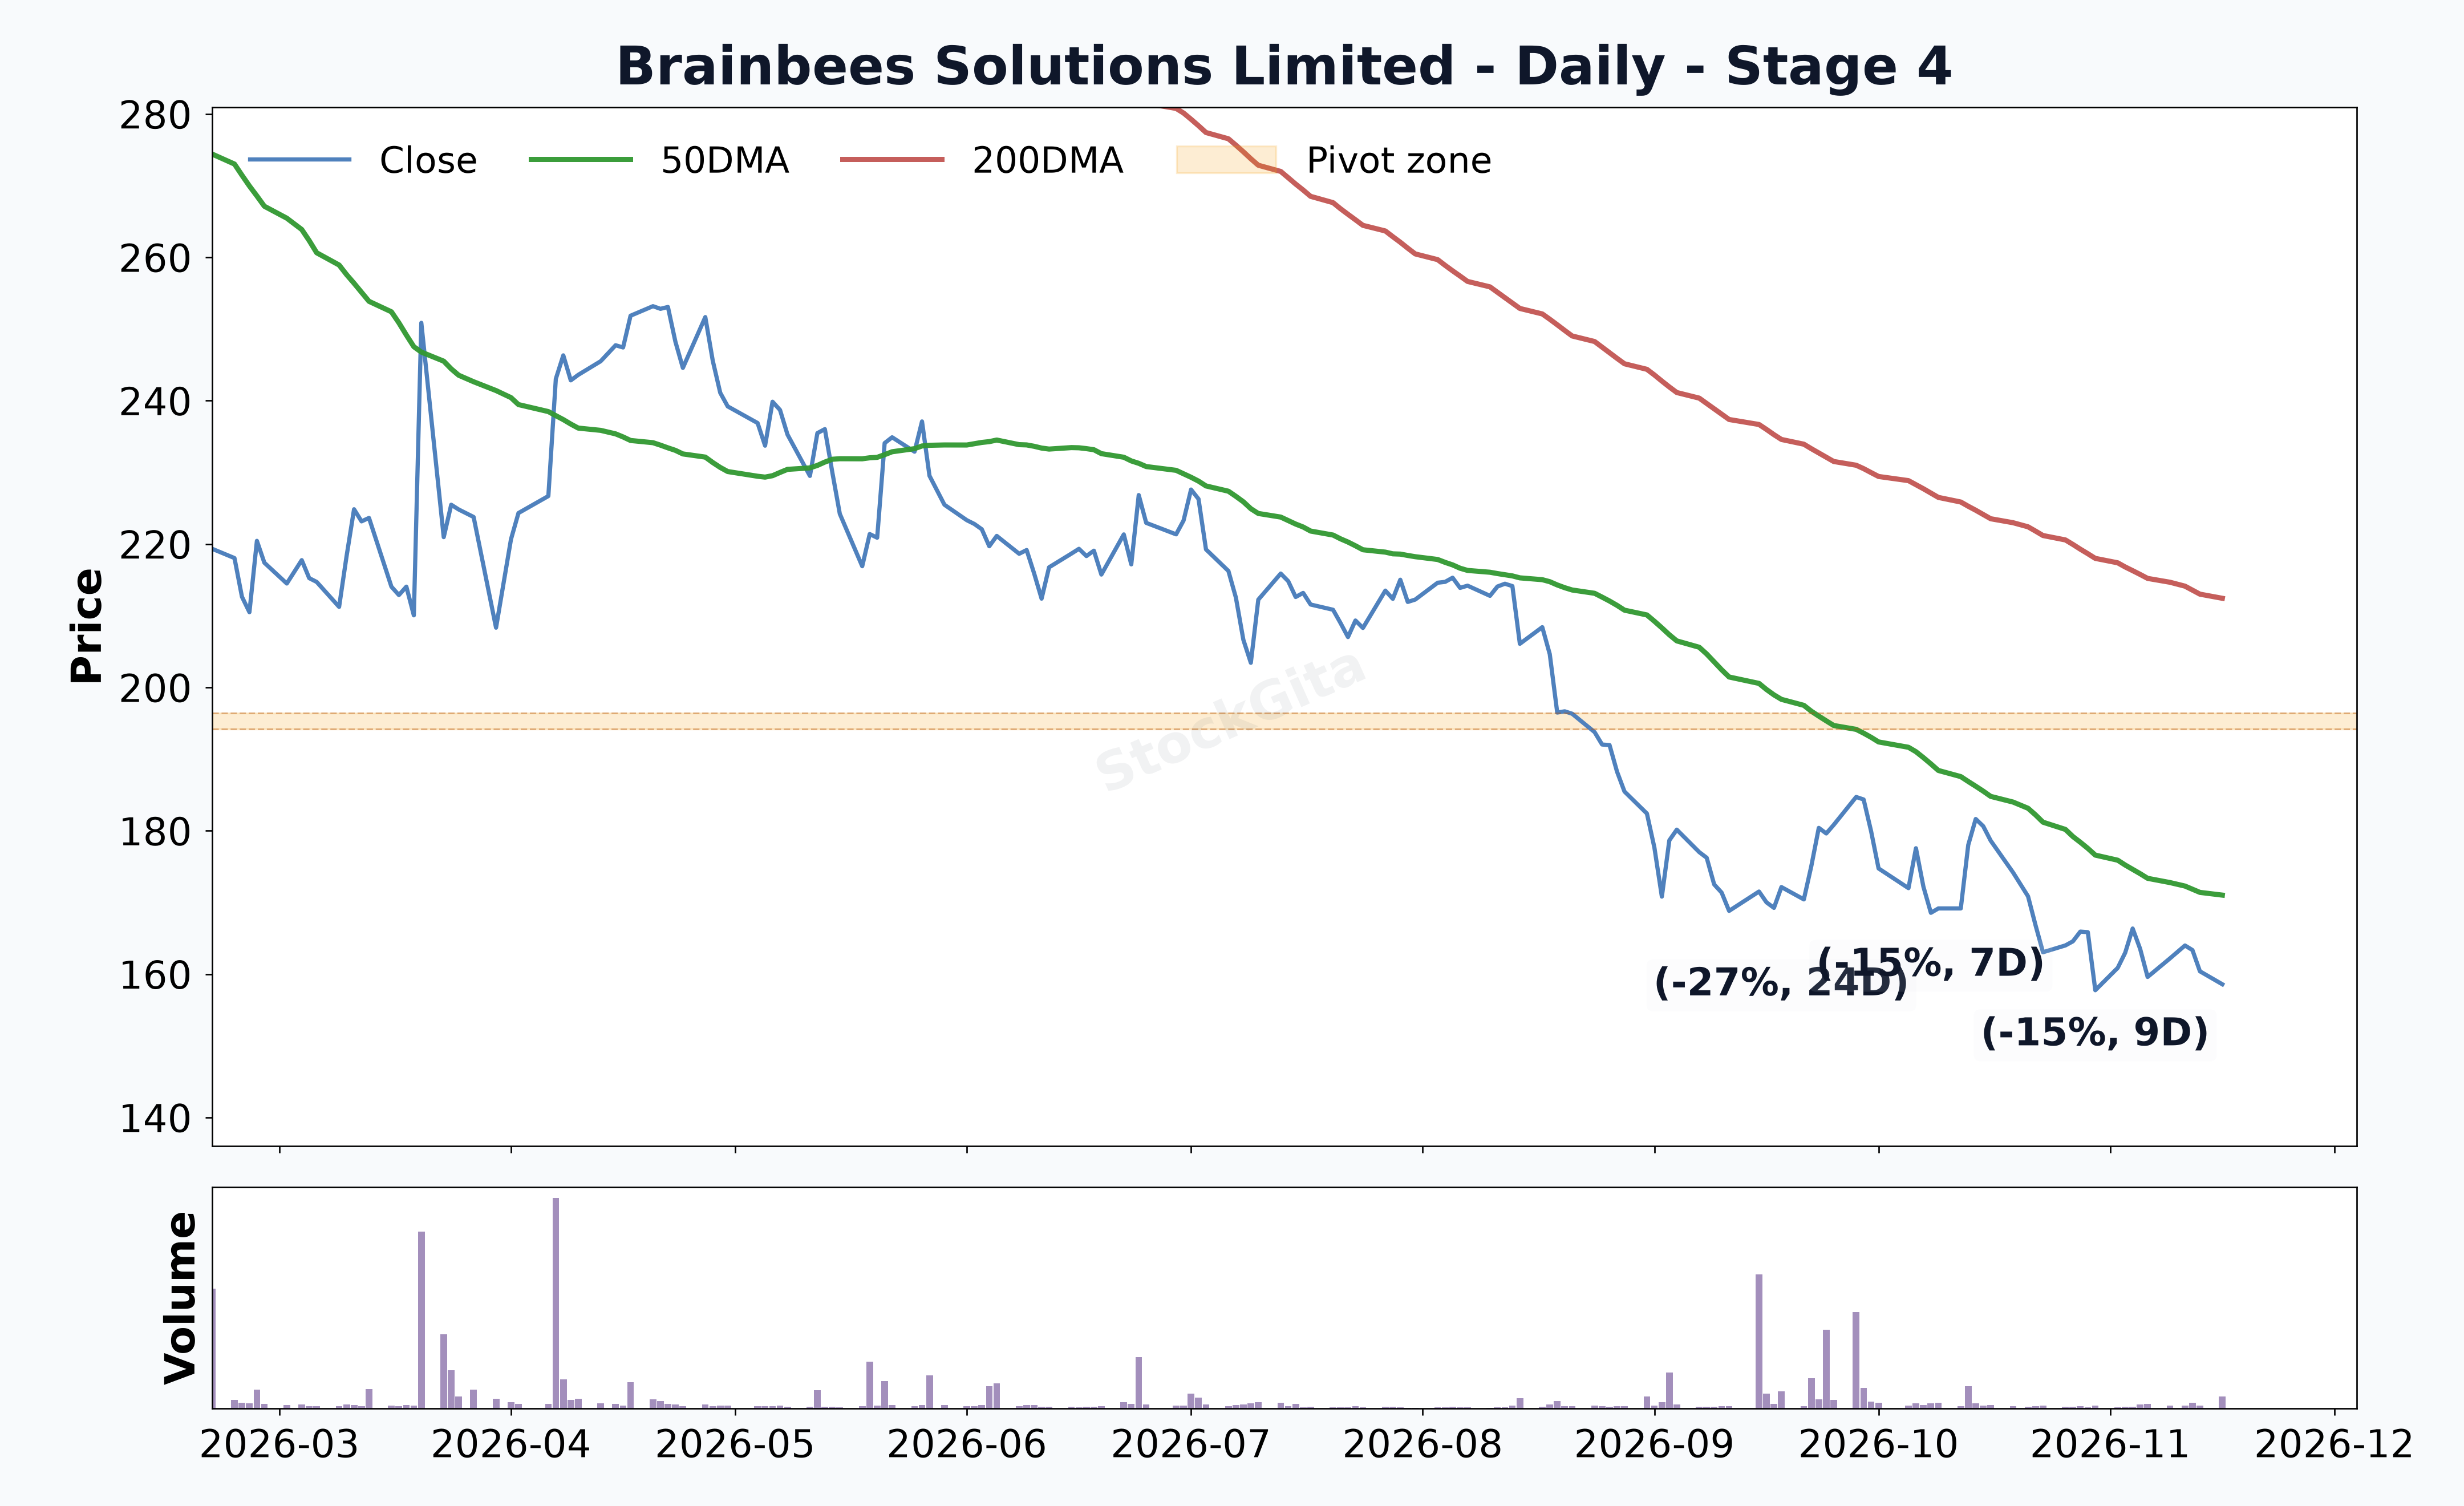 Brainbees Solutions Limited - Daily - Stage 4
Close
50DMA
200DMA
Pivot zone
Price
280
260
240
220
200
180
160
140
StockGita
(-27%, 24D)
(-15%, 7D)
(-15%, 9D)
Volume
2026-03
2026-04
2026-05
2026-06
2026-07
2026-08
2026-09
2026-10
2026-11
2026-12